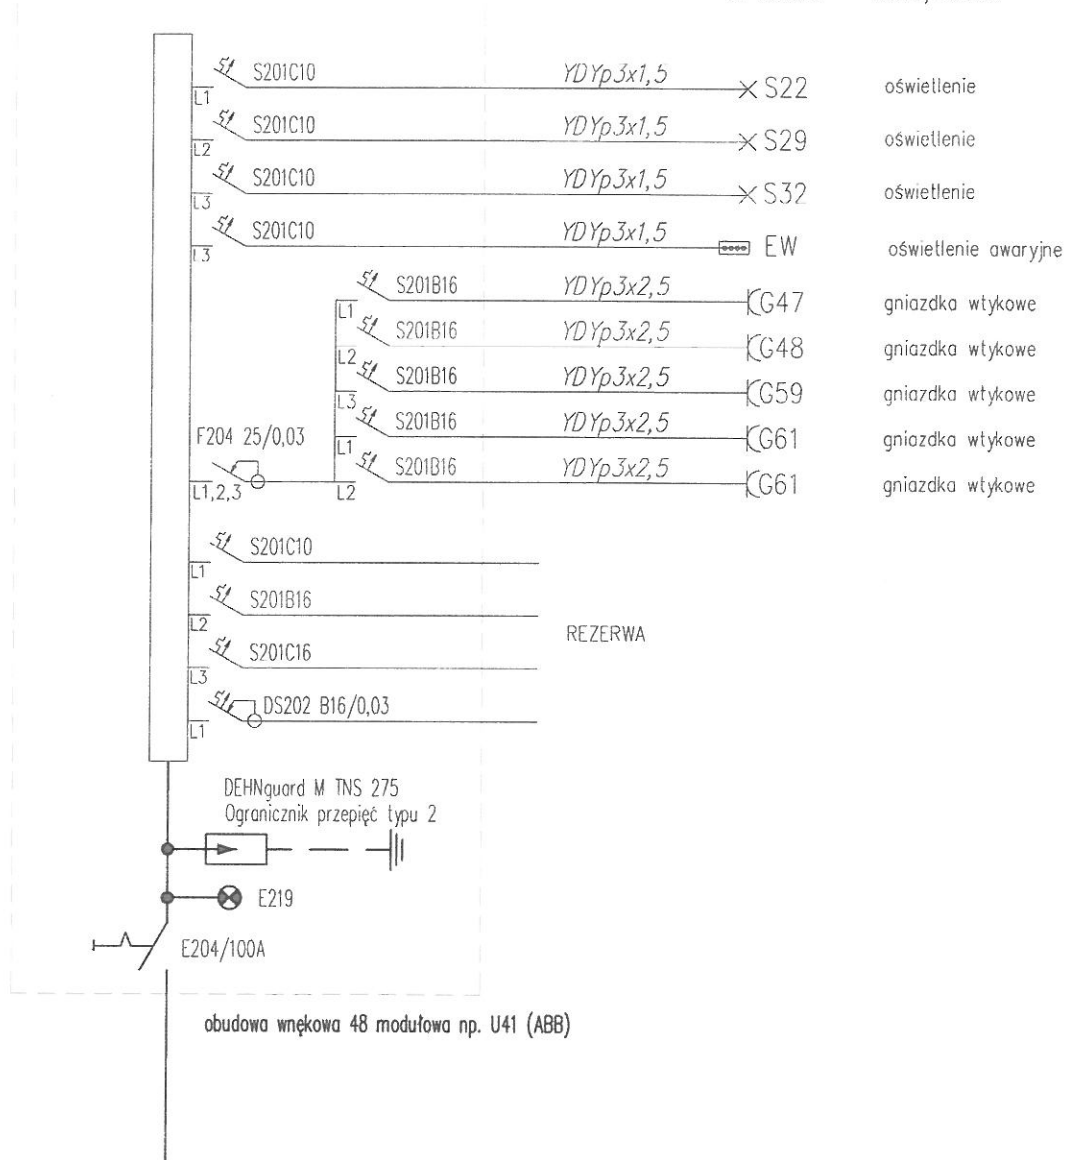 S201C10 YDYp3x1,5 S22 oświetlenie
L1
S201C10 YDYp3x1,5 S29 oświetlenie
L2
S201C10 YDYp3x1,5 S32 oświetlenie
L3
S201C10 YDYp3x1,5 EW oświetlenie awaryjne
L3
S201B16 YDYp3x2,5 G47 gniazdka wtykowe
L1
S201B16 YDYp3x2,5 G48 gniazdka wtykowe
L2
S201B16 YDYp3x2,5 G59 gniazdka wtykowe
L3
S201B16 YDYp3x2,5 G61 gniazdka wtykowe
F204 25/0,03
L1
S201B16 YDYp3x2,5 G61 gniazdka wtykowe
L1,2,3 L2
S201C10
L1
S201B16
L2
REZERWA
S201C16
L3
DS202 B16/0,03
L1
DEHNguard M TNS 275
Ogranicznik przepięć typu 2
E219
E204/100A
obudowa wnękowa 48 modułowa np. U41 (ABB)